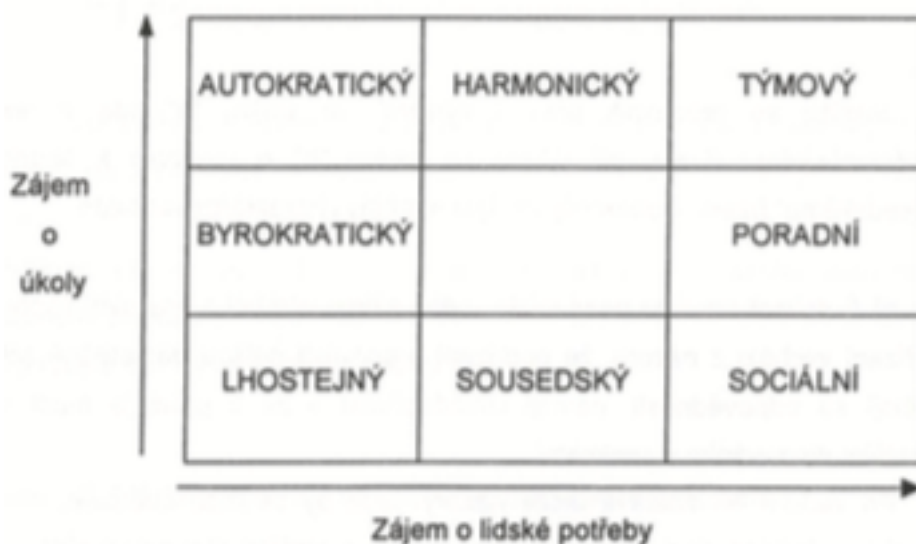 AUTOKRATICKÝ HARMONICKÝ TÝMOVÝ
Zájem
o
úkoly
BYROKRATICKÝ PORADNÍ
LHOSTEJNÝ SOUSEDSKÝ SOCIÁLNÍ
Zájem o lidské potřeby